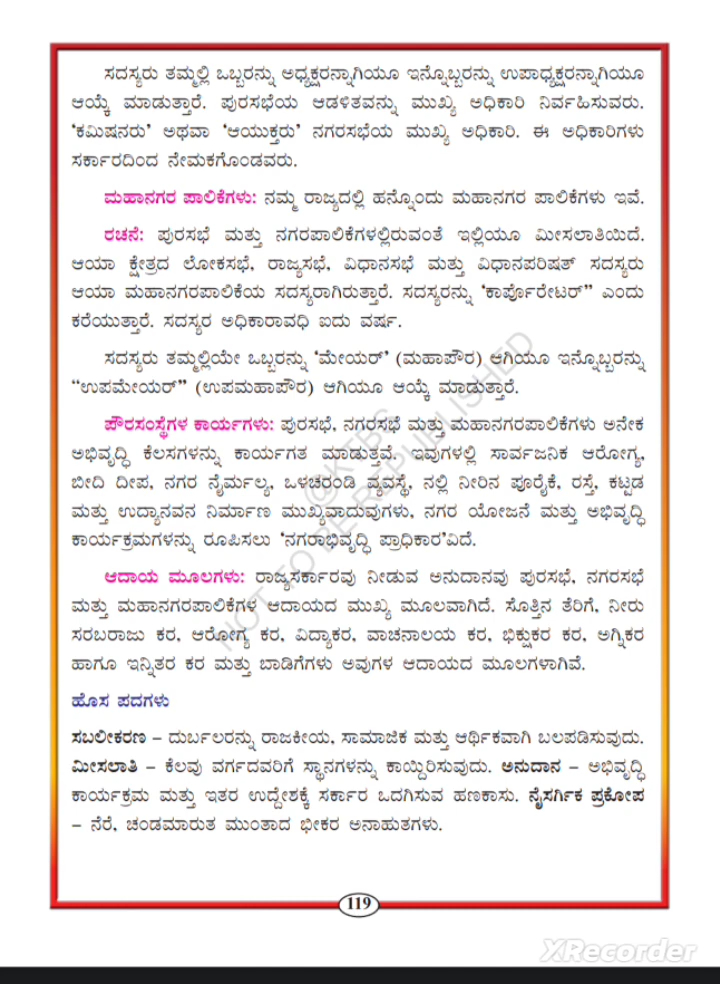 ಸದಸ್ಯರು ತಮ್ಮಲ್ಲಿ ಒಬ್ಬರನ್ನು ಅಧ್ಯಕ್ಷರನ್ನಾಗಿಯೂ ಇನ್ನೊಬ್ಬರನ್ನು ಉಪಾಧ್ಯಕ್ಷರನ್ನಾಗಿಯೂ
ಆಯ್ಕೆ ಮಾಡುತ್ತಾರೆ. ಪುರಸಭೆಯ ಆಡಳಿತವನ್ನು ಮುಖ್ಯ ಅಧಿಕಾರಿ ನಿರ್ವಹಿಸುವರು.
‘ಕಮಿಷನರು’ ಅಥವಾ ‘ಆಯುಕ್ತರು’ ನಗರಸಭೆಯ ಮುಖ್ಯ ಅಧಿಕಾರಿ. ಈ ಅಧಿಕಾರಿಗಳು
ಸರ್ಕಾರದಿಂದ ನೇಮಕಗೊಂಡವರು.
ಮಹಾನಗರ ಪಾಲಿಕೆಗಳು: ನಮ್ಮ ರಾಜ್ಯದಲ್ಲಿ ಹನ್ನೊಂದು ಮಹಾನಗರ ಪಾಲಿಕೆಗಳು ಇವೆ.
ರಚನೆ: ಪುರಸಭೆ ಮತ್ತು ನಗರಪಾಲಿಕೆಗಳಲ್ಲಿರುವಂತೆ ಇಲ್ಲಿಯೂ ಮೀಸಲಾತಿಯಿದೆ.
ಆಯಾ ಕ್ಷೇತ್ರದ ಲೋಕಸಭೆ, ರಾಜ್ಯಸಭೆ, ವಿಧಾನಸಭೆ ಮತ್ತು ವಿಧಾನಪರಿಷತ್ ಸದಸ್ಯರು
ಆಯಾ ಮಹಾನಗರಪಾಲಿಕೆಯ ಸದಸ್ಯರಾಗಿರುತ್ತಾರೆ. ಸದಸ್ಯರನ್ನು ‘ಕಾರ್ಪೊರೇಟರ್” ಎಂದು
ಕರೆಯುತ್ತಾರೆ. ಸದಸ್ಯರ ಅಧಿಕಾರಾವಧಿ ಐದು ವರ್ಷ.
ಸದಸ್ಯರು ತಮ್ಮಲ್ಲಿಯೇ ಒಬ್ಬರನ್ನು ‘ಮೇಯರ್’ (ಮಹಾಪೌರ) ಆಗಿಯೂ ಇನ್ನೊಬ್ಬರನ್ನು
“ಉಪಮೇಯರ್” (ಉಪಮಹಾಪೌರ) ಆಗಿಯೂ ಆಯ್ಕೆ ಮಾಡುತ್ತಾರೆ.
ಪೌರಸಂಸ್ಥೆಗಳ ಕಾರ್ಯಗಳು: ಪುರಸಭೆ, ನಗರಸಭೆ ಮತ್ತು ಮಹಾನಗರಪಾಲಿಕೆಗಳು ಅನೇಕ
ಅಭಿವೃದ್ಧಿ ಕೆಲಸಗಳನ್ನು ಕಾರ್ಯಗತ ಮಾಡುತ್ತವೆ. ಇವುಗಳಲ್ಲಿ ಸಾರ್ವಜನಿಕ ಆರೋಗ್ಯ,
ಬೀದಿ ದೀಪ, ನಗರ ನೈರ್ಮಲ್ಯ, ಒಳಚರಂಡಿ ವ್ಯವಸ್ಥೆ, ನಲ್ಲಿ ನೀರಿನ ಪೂರೈಕೆ, ರಸ್ತೆ, ಕಟ್ಟಡ
ಮತ್ತು ಉದ್ಯಾನವನ ನಿರ್ಮಾಣ ಮುಖ್ಯವಾದುವುಗಳು, ನಗರ ಯೋಜನೆ ಮತ್ತು ಅಭಿವೃದ್ಧಿ
ಕಾರ್ಯಕ್ರಮಗಳನ್ನು ರೂಪಿಸಲು ‘ನಗರಾಭಿವೃದ್ಧಿ ಪ್ರಾಧಿಕಾರ’ವಿದೆ.
ಆದಾಯ ಮೂಲಗಳು: ರಾಜ್ಯಸರ್ಕಾರವು ನೀಡುವ ಅನುದಾನವು ಪುರಸಭೆ, ನಗರಸಭೆ
ಮತ್ತು ಮಹಾನಗರಪಾಲಿಕೆಗಳ ಆದಾಯದ ಮುಖ್ಯ ಮೂಲವಾಗಿದೆ. ಸೊತ್ತಿನ ತೆರಿಗೆ, ನೀರು
ಸರಬರಾಜು ಕರ, ಆರೋಗ್ಯ ಕರ, ವಿದ್ಯಾಕರ, ವಾಚನಾಲಯ ಕರ, ಭಿಕ್ಷುಕರ ಕರ, ಅಗ್ನಿಕರ
ಹಾಗೂ ಇನ್ನಿತರ ಕರ ಮತ್ತು ಬಾಡಿಗೆಗಳು ಅವುಗಳ ಆದಾಯದ ಮೂಲಗಳಾಗಿವೆ.
ಹೊಸ ಪದಗಳು
ಸಬಲೀಕರಣ – ದುರ್ಬಲರನ್ನು ರಾಜಕೀಯ, ಸಾಮಾಜಿಕ ಮತ್ತು ಆರ್ಥಿಕವಾಗಿ ಬಲಪಡಿಸುವುದು.
ಮೀಸಲಾತಿ – ಕೆಲವು ವರ್ಗದವರಿಗೆ ಸ್ಥಾನಗಳನ್ನು ಕಾಯ್ದಿರಿಸುವುದು. ಅನುದಾನ – ಅಭಿವೃದ್ಧಿ
ಕಾರ್ಯಕ್ರಮ ಮತ್ತು ಇತರ ಉದ್ದೇಶಕ್ಕೆ ಸರ್ಕಾರ ಒದಗಿಸುವ ಹಣಕಾಸು. ನೈಸರ್ಗಿಕ ಪ್ರಕೋಪ
– ನೆರೆ, ಚಂಡಮಾರುತ ಮುಂತಾದ ಭೀಕರ ಅನಾಹುತಗಳು.
@KTBS
NOT TO BE REPUBLISHED
119
XRecorder